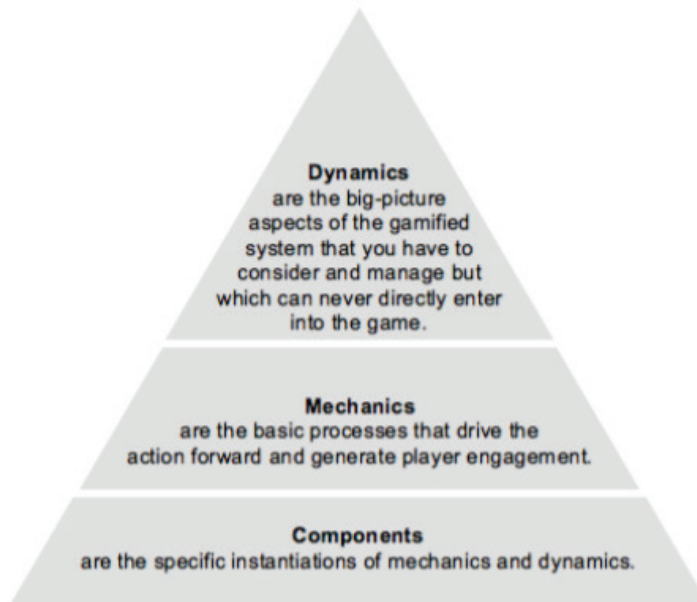 Dynamics
are the big-picture
aspects of the gamified
system that you have to
consider and manage but
which can never directly enter
into the game.
Mechanics
are the basic processes that drive the
action forward and generate player engagement.
Components
are the specific instantiations of mechanics and dynamics.